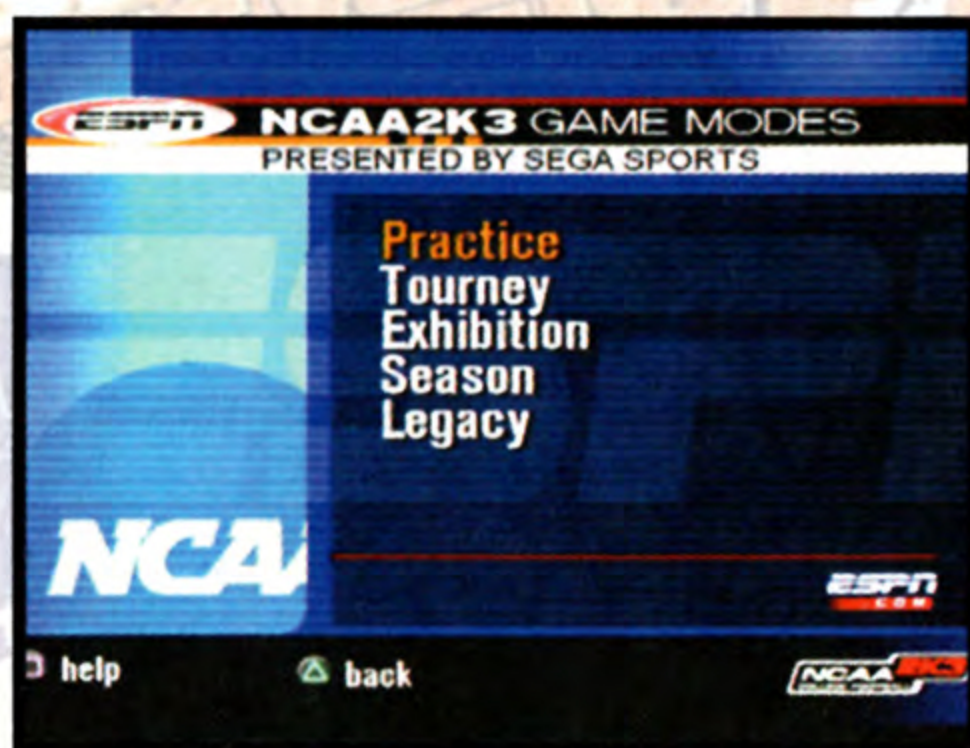 ESPN NCAA2K3 GAME MODES
PRESENTED BY SEGA SPORTS
Practice
Tourney
Exhibition
Season
Legacy
NCAA
ESPN
.COM
help
back
NCAA 2K3